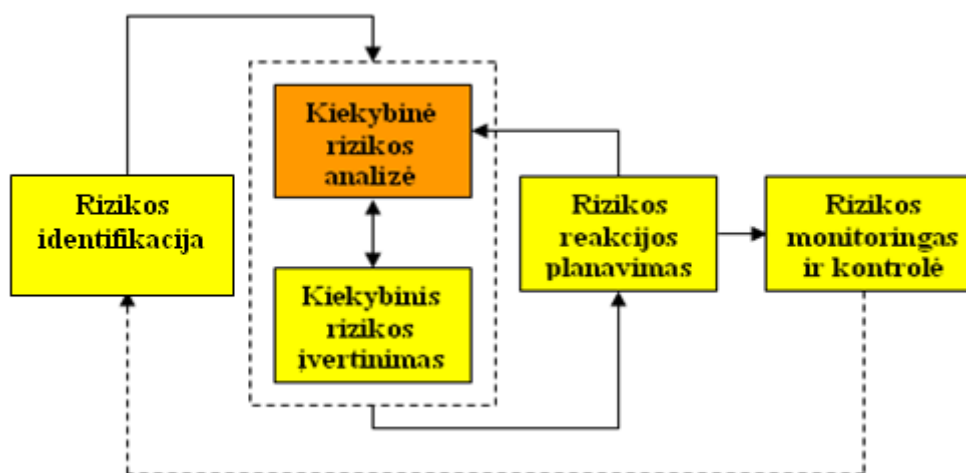 Kiekybinė
rizikos
analizė
Rizikos
identifikacija
Kiekybinis
rizikos
įvertinimas
Rizikos
reakcijos
planavimas
Rizikos
monitoringas
ir kontrolė